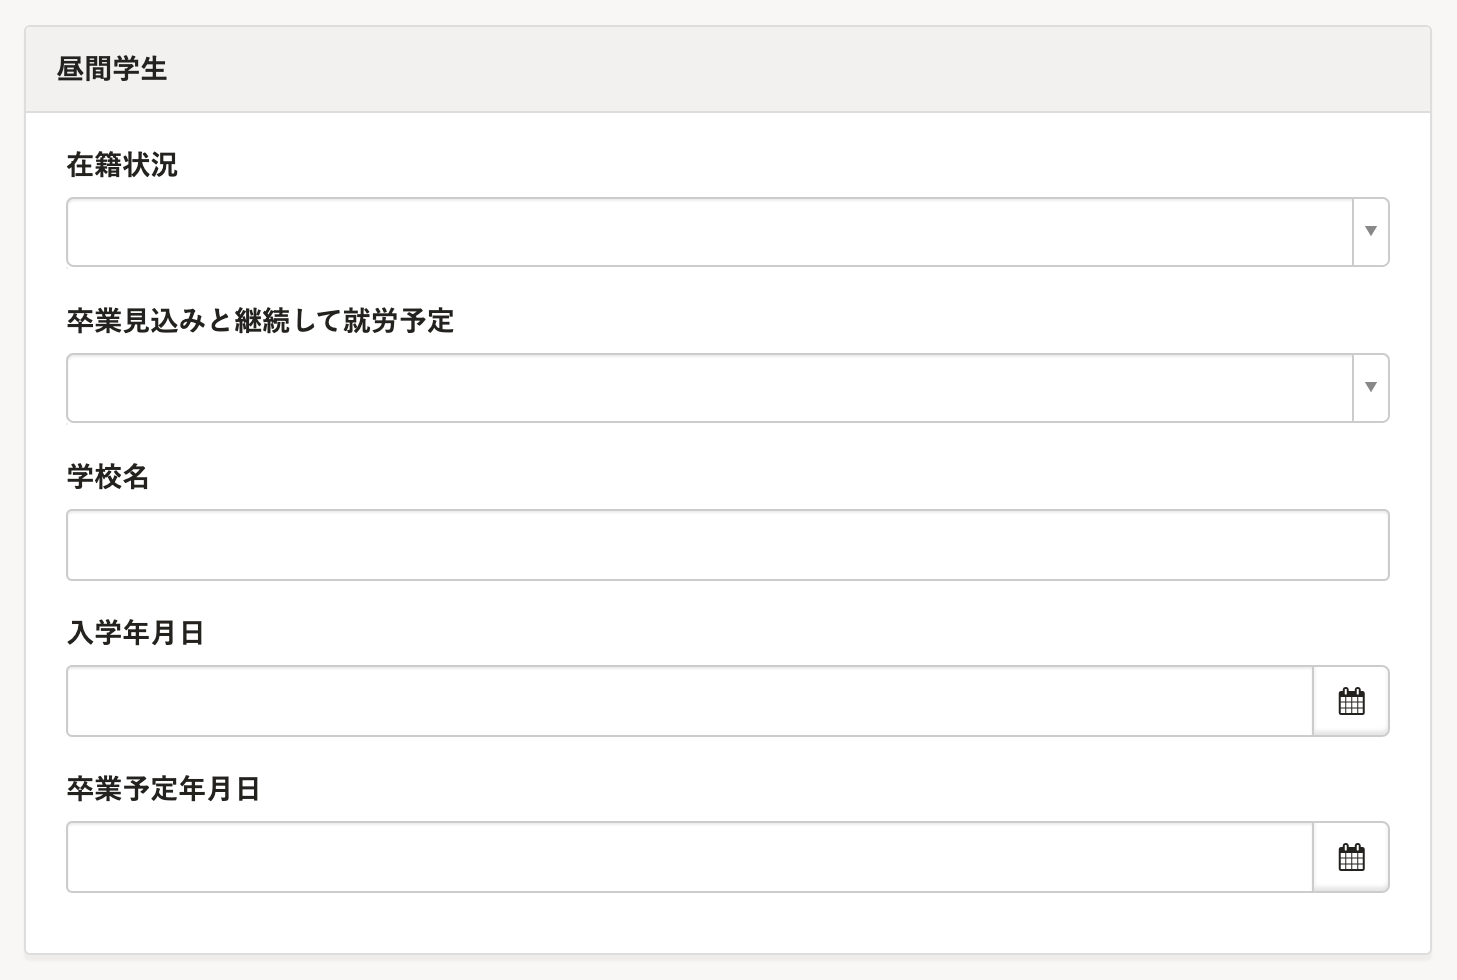 昼間学生
在籍状況
卒業見込みと継続して就労予定
学校名
入学年月日
卒業予定年月日